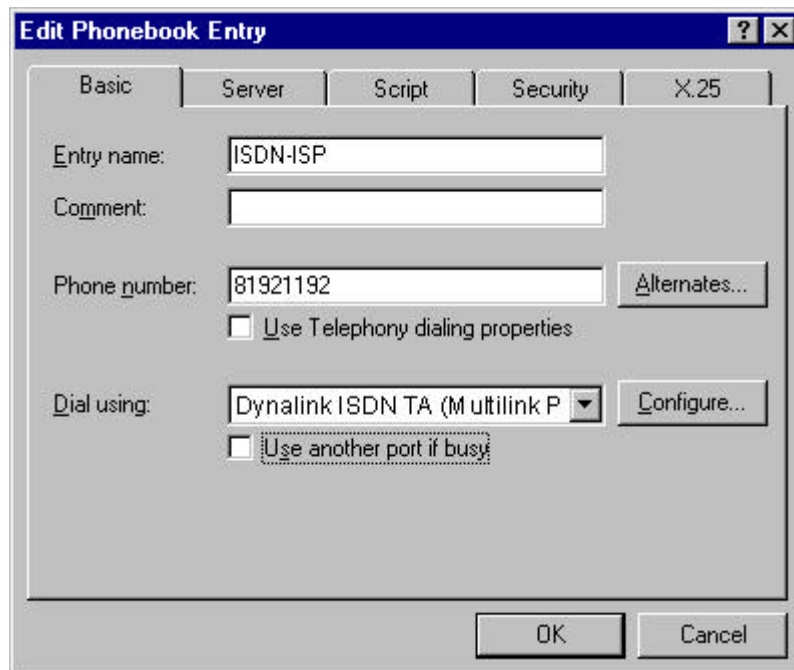 Edit Phonebook Entry
Basic Server Script Security X.25
Entry name: ISDN-ISP
Comment:
Phone number: 81921192 Alternates...
Use Telephony dialing properties
Dial using: Dynalink ISDN TA (Multilink P Configure...
Use another port if busy
OK Cancel